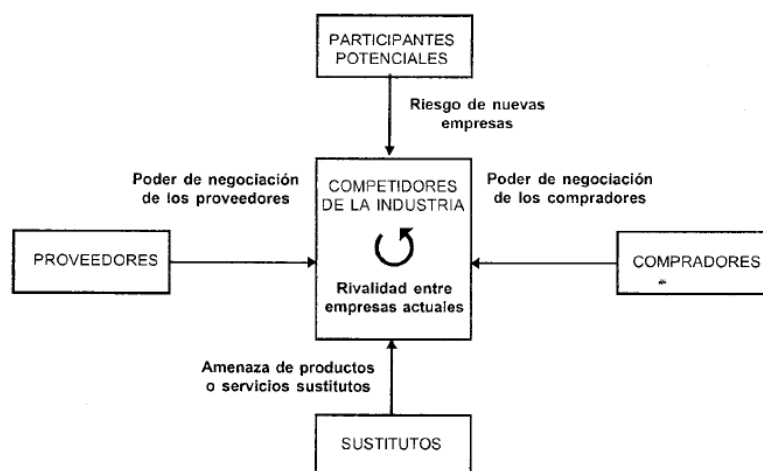 PARTICIPANTES
POTENCIALES
Riesgo de nuevas
empresas
Poder de negociación
de los proveedores
COMPETIDORES
DE LA INDUSTRIA
Poder de negociación
de los compradores
PROVEEDORES
COMPRADORES
Rivalidad entre
empresas actuales
Amenaza de productos
o servicios sustitutos
SUSTITUTOS